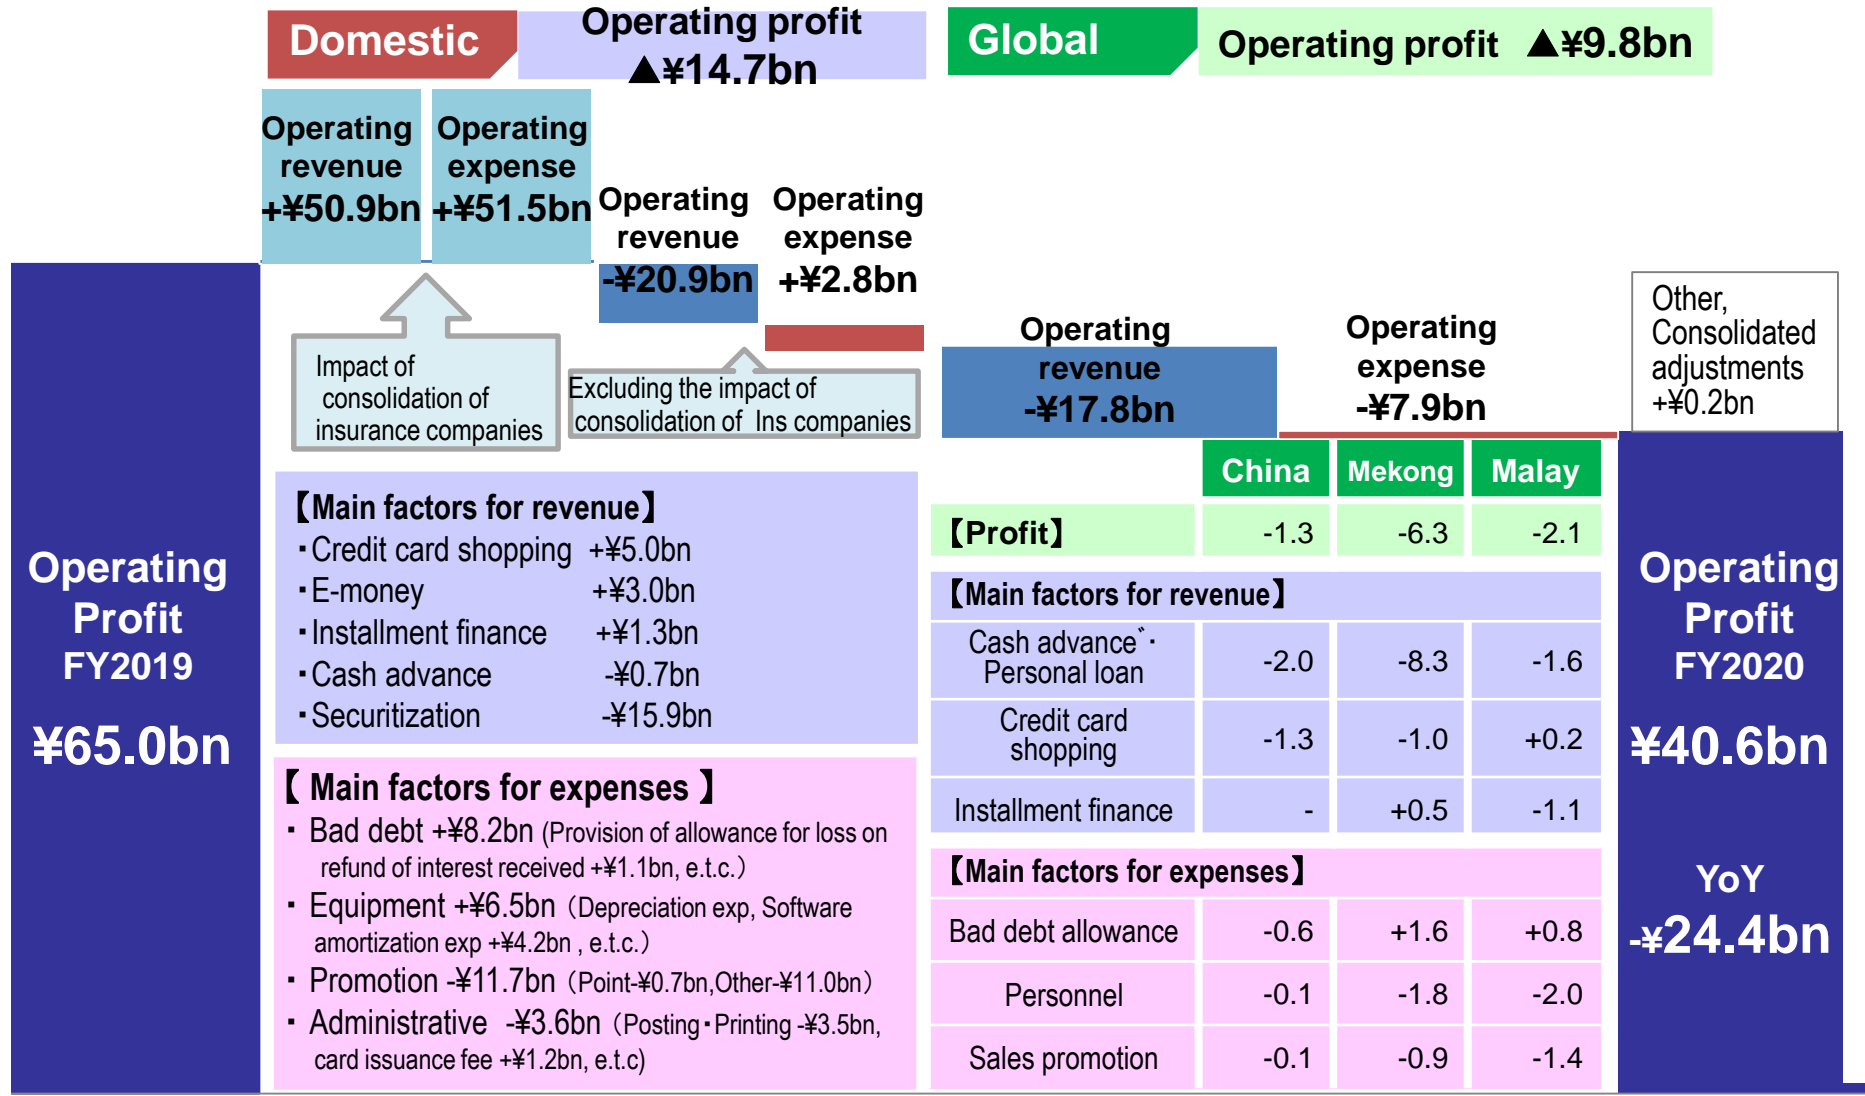 Domestic
Operating profit
▲¥14.7bn
Global
Operating profit ▲¥9.8bn
Operating
revenue
+¥50.9bn
Operating
expense
+¥51.5bn
Operating
revenue
-¥20.9bn
Operating
expense
+¥2.8bn
Impact of
consolidation of
insurance companies
Excluding the impact of
consolidation of Ins companies
Operating
revenue
-¥17.8bn
Operating
expense
-¥7.9bn
Other,
Consolidated
adjustments
+¥0.2bn
Operating
Profit
FY2019
¥65.0bn
【Main factors for revenue】
・Credit card shopping +¥5.0bn
・E-money +¥3.0bn
・Installment finance +¥1.3bn
・Cash advance -¥0.7bn
・Securitization -¥15.9bn
【 Main factors for expenses 】
・ Bad debt +¥8.2bn (Provision of allowance for loss on
refund of interest received +¥1.1bn, e.t.c.）
・ Equipment +¥6.5bn（Depreciation exp, Software
amortization exp +¥4.2bn , e.t.c.）
・ Promotion -¥11.7bn（Point-¥0.7bn,Other-¥11.0bn）
・ Administrative -¥3.6bn（Posting・Printing -¥3.5bn,
card issuance fee +¥1.2bn, e.t.c)
China Mekong Malay
【Profit】 -1.3 -6.3 -2.1
【Main factors for revenue】
Cash advance゛・
Personal loan -2.0 -8.3 -1.6
Credit card
shopping -1.3 -1.0 +0.2
Installment finance - +0.5 -1.1
【Main factors for expenses】
Bad debt allowance -0.6 +1.6 +0.8
Personnel -0.1 -1.8 -2.0
Sales promotion -0.1 -0.9 -1.4
Operating
Profit
FY2020
¥40.6bn
YoY
-¥24.4bn